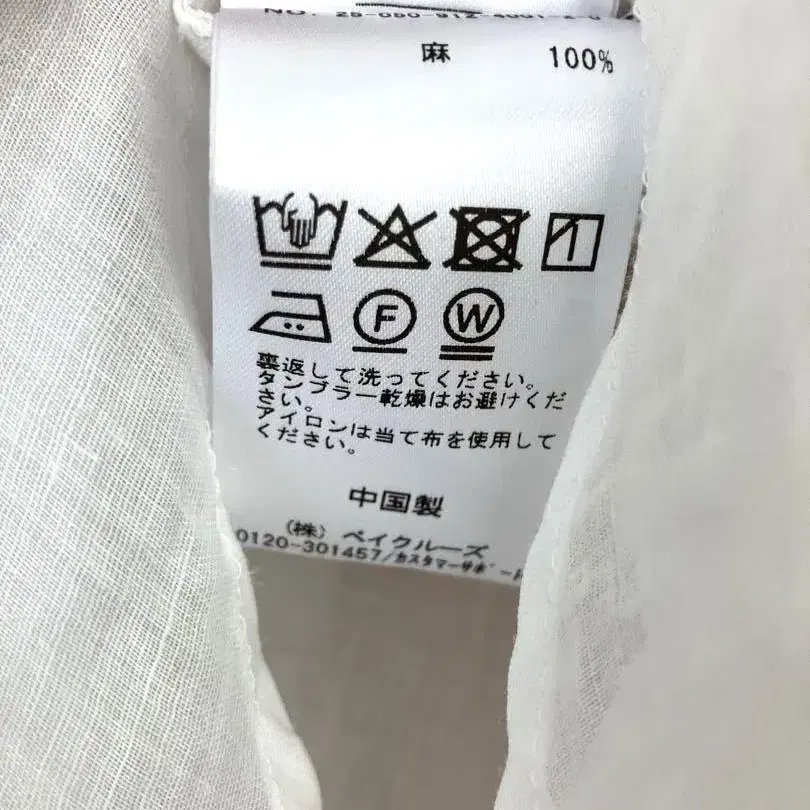 麻 100%
F W
裏返して洗ってください。
タンブラー乾燥はお避けくだ
さい。
アイロンは当て布を使用して
ください。
中国製
（株）ベイクルーズ
0120-301457/カスタマーサポート